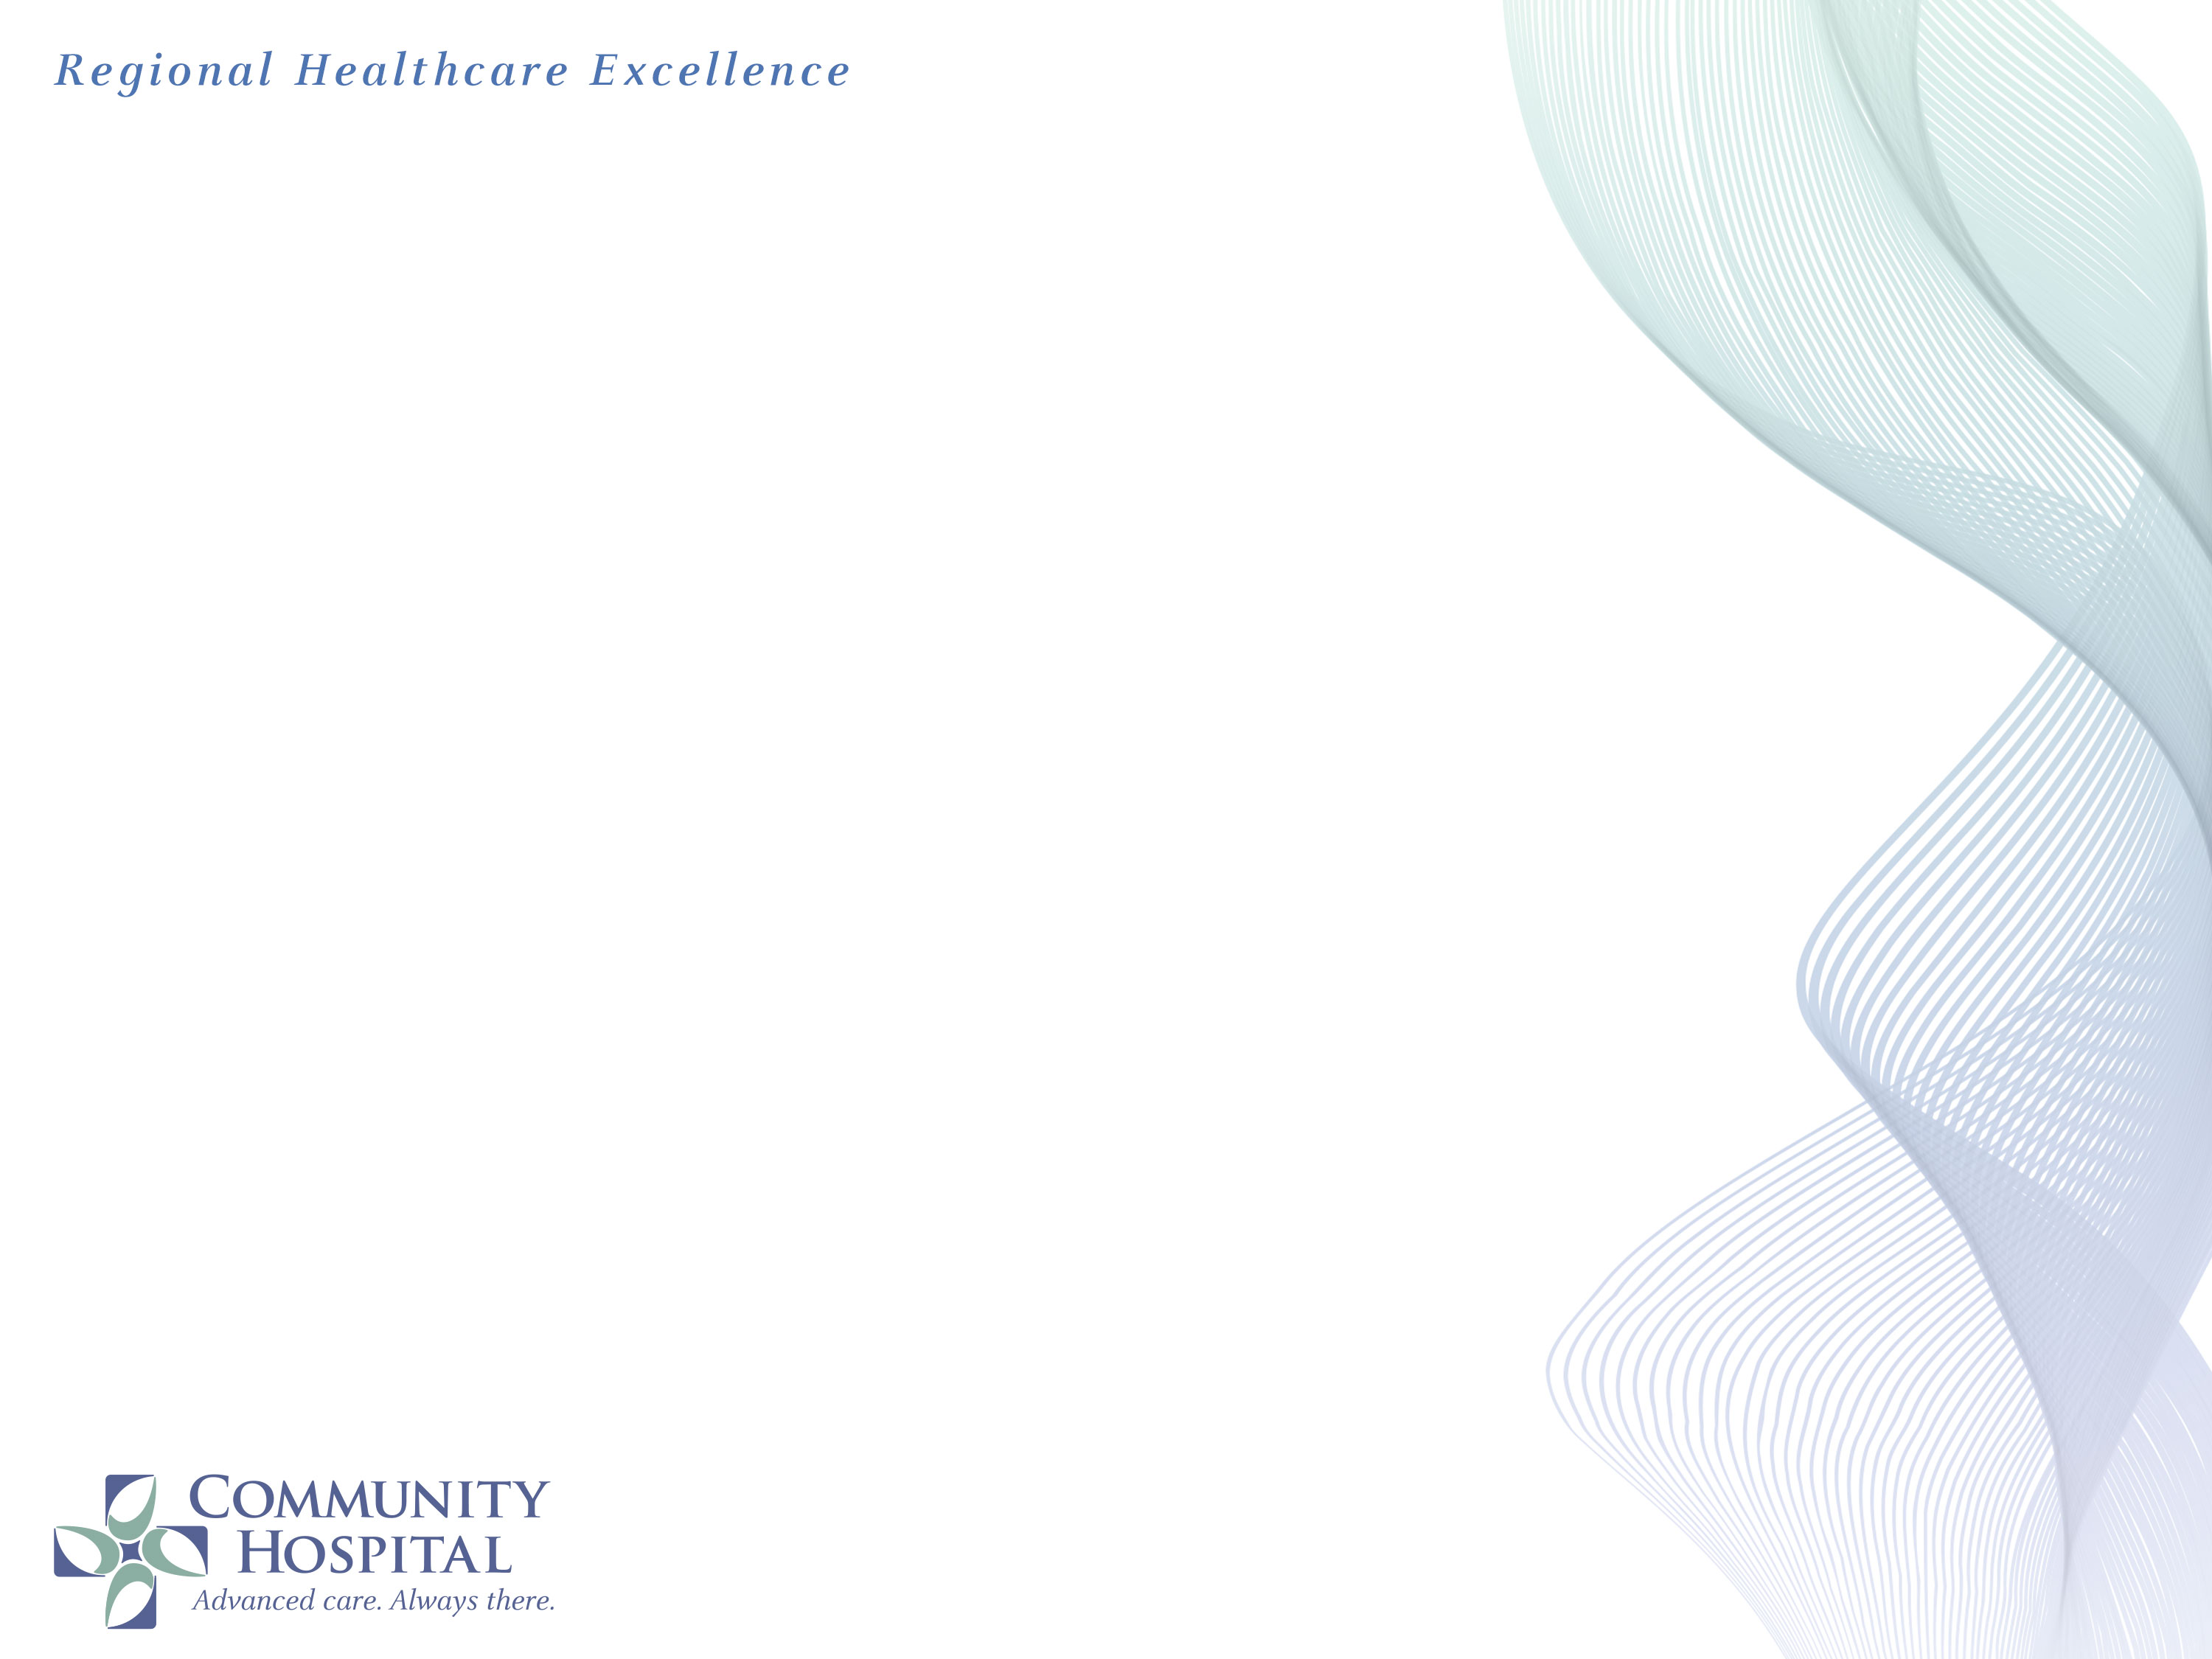 Regional Healthcare Excellence
COMMUNITY
HOSPITAL
Advanced care. Always there.